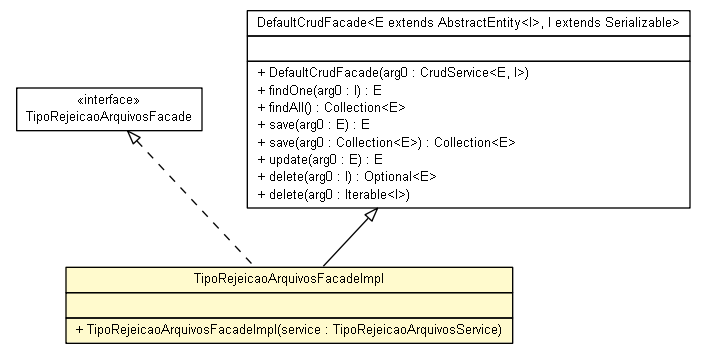 DefaultCrudFacade<E extends AbstractEntity<I>, I extends Serializable>
+ DefaultCrudFacade(arg0 : CrudService<E, I>)
+ findOne(arg0 : I) : E
+ findAll() : Collection<E>
+ save(arg0 : E) : E
+ save(arg0 : Collection<E>) : Collection<E>
+ update(arg0 : E) : E
+ delete(arg0 : I) : Optional<E>
+ delete(arg0 : Iterable<I>)
«interface»
TipoRejeicaoArquivosFacade
TipoRejeicaoArquivosFacadeImpl
+ TipoRejeicaoArquivosFacadeImpl(service : TipoRejeicaoArquivosService)